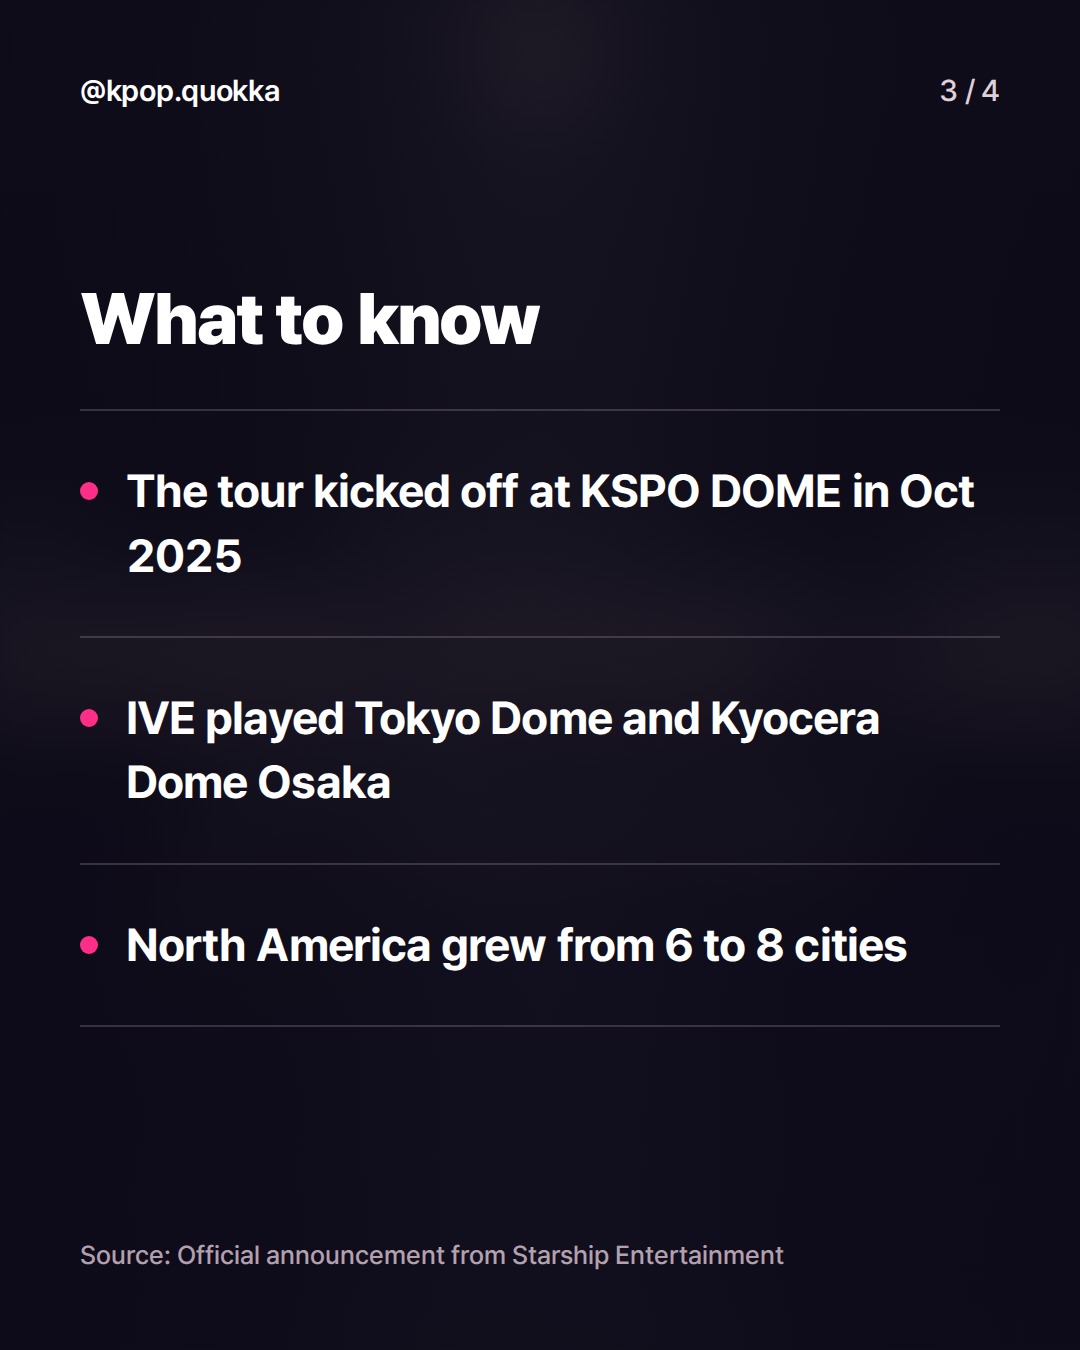 @kpop.quokka
3 / 4
What to know
The tour kicked off at KSPO DOME in Oct
2025
IVE played Tokyo Dome and Kyocera
Dome Osaka
North America grew from 6 to 8 cities
Source: Official announcement from Starship Entertainment